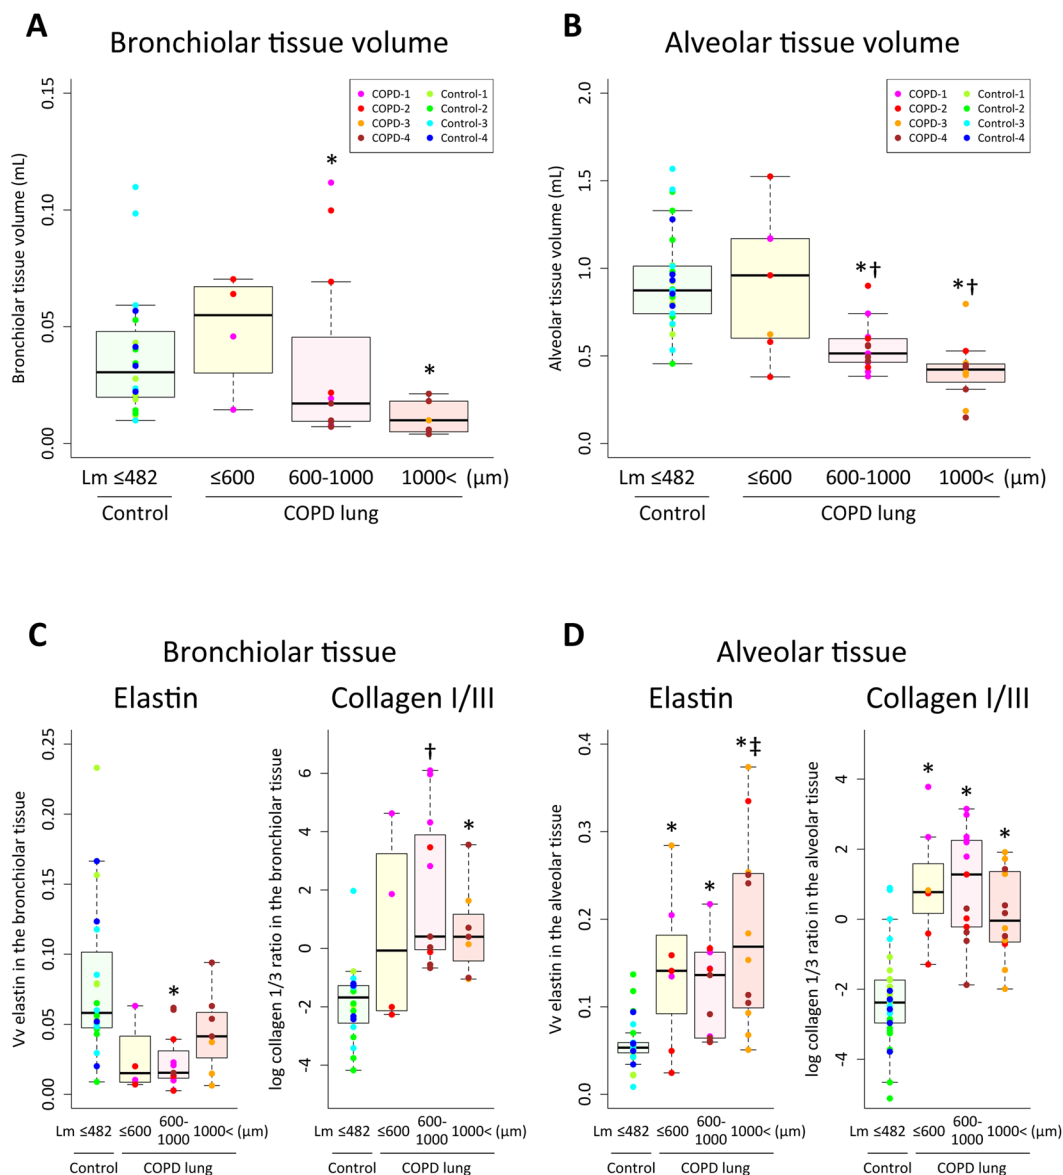 A
Bronchiolar tissue volume
Bronchiolar tissue volume (mL)
0.15
0.10
0.05
0.00
COPD-1 Control-1
COPD-2 Control-2
COPD-3 Control-3
COPD-4 Control-4
*
*
Lm ≤482 ≤600 600-1000 1000< (μm)
Control COPD lung
B
Alveolar tissue volume
Alveolar tissue volume (mL)
2.0
1.5
1.0
0.5
0.0
COPD-1 Control-1
COPD-2 Control-2
COPD-3 Control-3
COPD-4 Control-4
*† *†
Lm ≤482 ≤600 600-1000 1000< (μm)
Control COPD lung
C
Bronchiolar tissue
Elastin
Vv elastin in the bronchiolar tissue
0.25
0.20
0.15
0.10
0.05
0.00
*
Lm ≤482 ≤600 600-1000 1000< (μm)
Control COPD lung
Collagen I/III
log collagen 1/3 ratio in the bronchiolar tissue
6
4
2
0
-2
-4
†
*
Lm ≤482 ≤600 600-1000 1000< (μm)
Control COPD lung
D
Alveolar tissue
Elastin
Vv elastin in the alveolar tissue
0.4
0.3
0.2
0.1
0.0
* * *‡
Lm ≤482 ≤600 600-1000 1000< (μm)
Control COPD lung
Collagen I/III
log collagen 1/3 ratio in the alveolar tissue
4
2
0
-2
-4
* * *
Lm ≤482 ≤600 600-1000 1000< (μm)
Control COPD lung